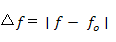 △f = | f − fₒ |